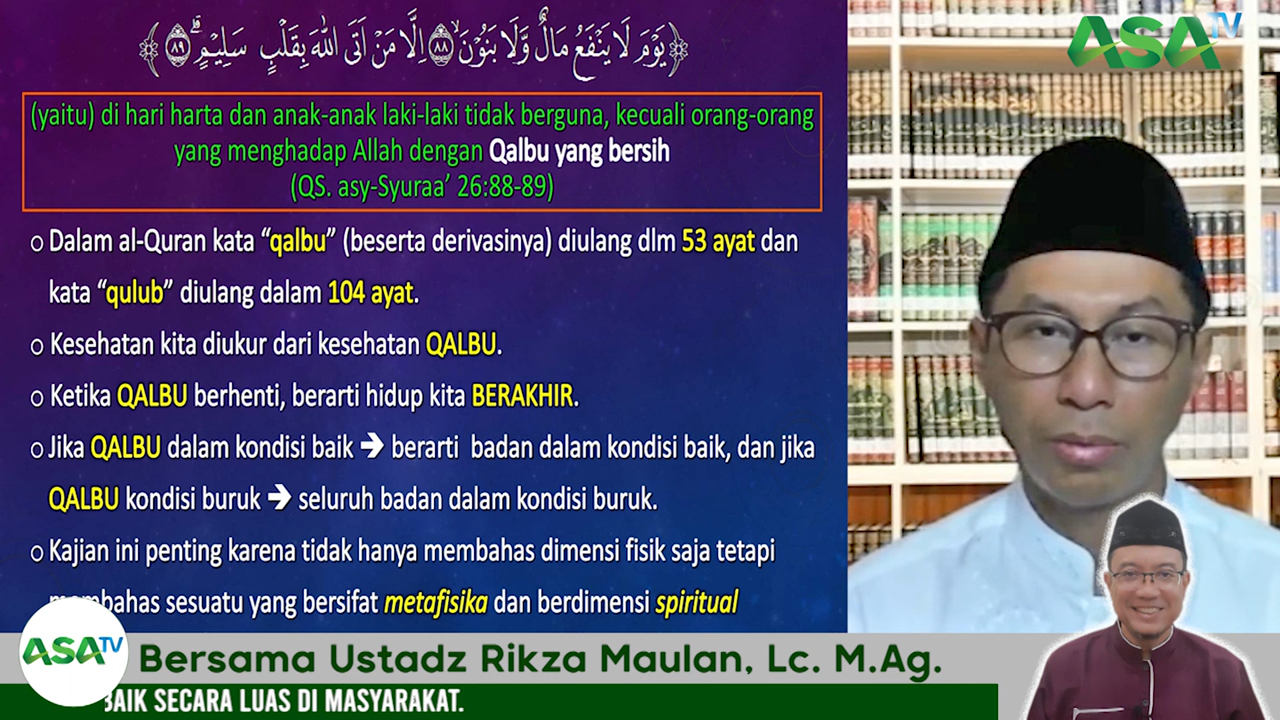 يَوْمَ لَا يَنْفَعُ مَالٌ وَّلَا بَنُوْنَۙ ۝٨٨ اِلَّا مَنْ اَتَى اللّٰهَ بِقَلْبٍ سَلِيْمٍۗ ۝٨٩
ASA TV
(yaitu) di hari harta dan anak-anak laki-laki tidak berguna, kecuali orang-orang
yang menghadap Allah dengan Qalbu yang bersih
(QS. asy-Syuraa’ 26:88-89)
o Dalam al-Quran kata “qalbu” (beserta derivasinya) diulang dlm 53 ayat dan
kata “qulub” diulang dalam 104 ayat.
o Kesehatan kita diukur dari kesehatan QALBU.
o Ketika QALBU berhenti, berarti hidup kita BERAKHIR.
o Jika QALBU dalam kondisi baik 🡺 berarti badan dalam kondisi baik, dan jika
QALBU kondisi buruk 🡺 seluruh badan dalam kondisi buruk.
o Kajian ini penting karena tidak hanya membahas dimensi fisik saja tetapi
membahas sesuatu yang bersifat metafisika dan berdimensi spiritual
ASA TV
Bersama Ustadz Rikza Maulan, Lc. M.Ag.
BAIK SECARA LUAS DI MASYARAKAT.